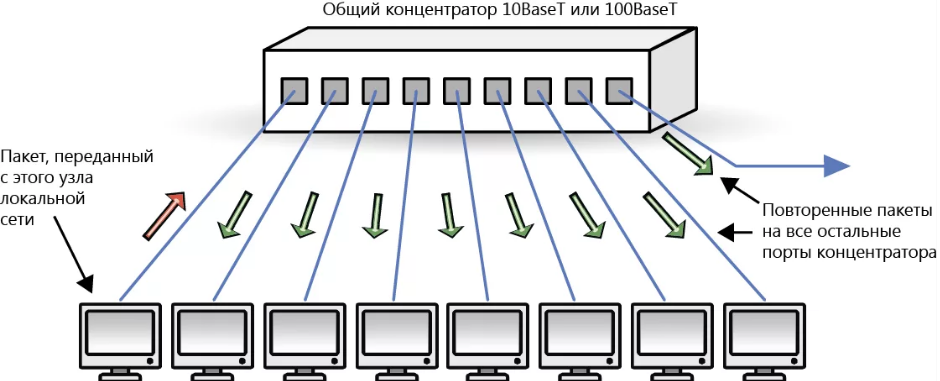 Общий концентратор 10BaseT или 100BaseT
Пакет, переданный
с этого узла
локальной
сети
Повторенные пакеты
на все остальные
порты концентратора